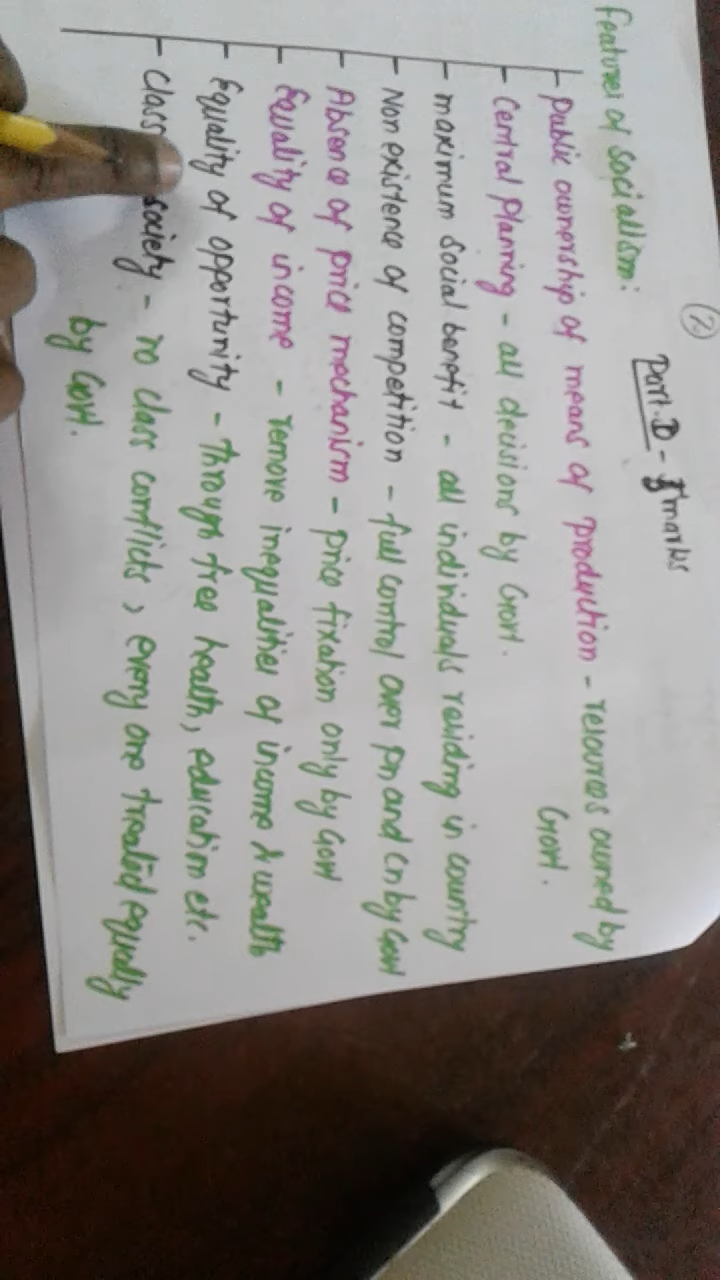 (2)
Part.D - 8 marks
Features of socialism:
- Public ownership of means of production - resources owned by
Govt.
- Central Planning - all decisions by Govt.
- maximum social benefit - all individuals residing in country
- Non existence of competition - full control over pn and cn by Govt
- Absence of price mechanism - price fixation only by Govt
- Equality of income - remove inequalities of income & wealth
- Equality of opportunity - through free health, education etc.
- Class society - no class conflicts, every one treated equally
by Govt.